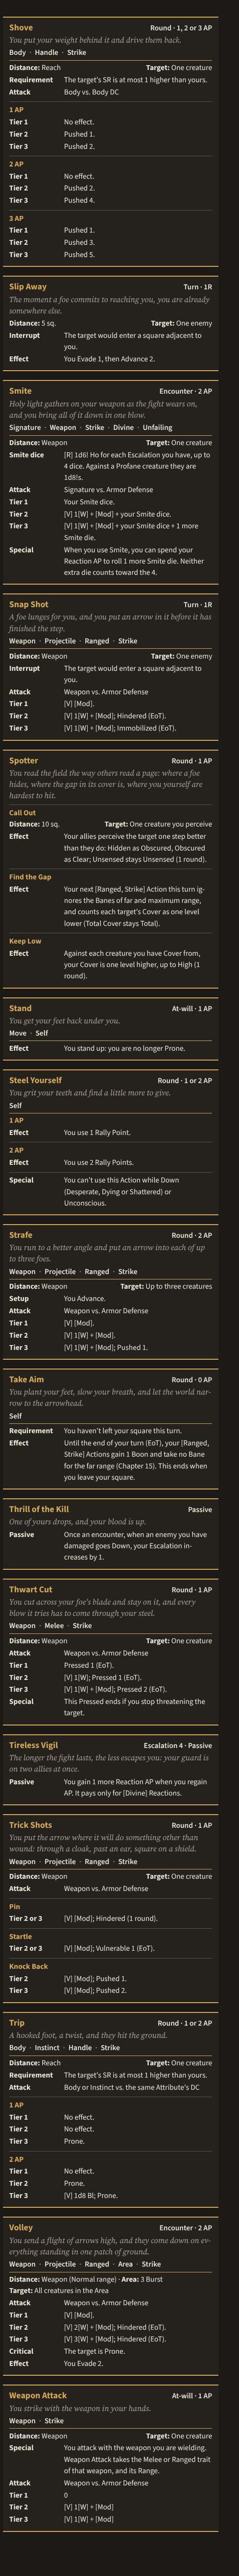 Shove Round · 1, 2 or 3 AP
You put your weight behind it and drive them back.
Body · Handle · Strike
Distance: Reach Target: One creature
Requirement The target's SR is at most 1 higher than yours.
Attack Body vs. Body DC
1 AP
Tier 1 No effect.
Tier 2 Pushed 1.
Tier 3 Pushed 2.
2 AP
Tier 1 No effect.
Tier 2 Pushed 2.
Tier 3 Pushed 4.
3 AP
Tier 1 Pushed 1.
Tier 2 Pushed 3.
Tier 3 Pushed 5.
Slip Away Turn · 1R
The moment a foe commits to reaching you, you are already
somewhere else.
Distance: 5 sq. Target: One enemy
Interrupt The target would enter a square adjacent to
you.
Effect You Evade 1, then Advance 2.
Smite Encounter · 2 AP
Holy light gathers on your weapon as the fight wears on,
and you bring all of it down in one blow.
Signature · Weapon · Strike · Divine · Unfailing
Distance: Weapon Target: One creature
Smite dice [R] 1d6! Ho for each Escalation you have, up to
4 dice. Against a Profane creature they are
1d8!s.
Attack Signature vs. Armor Defense
Tier 1 Your Smite dice.
Tier 2 [V] 1[W] + [Mod] + your Smite dice.
Tier 3 [V] 1[W] + [Mod] + your Smite dice + 1 more
Smite die.
Special When you use Smite, you can spend your
Reaction AP to roll 1 more Smite die. Neither
extra die counts toward the 4.
Snap Shot Turn · 1R
A foe lunges for you, and you put an arrow in it before it has
finished the step.
Weapon · Projectile · Ranged · Strike
Distance: Weapon Target: One enemy
Interrupt The target would enter a square adjacent to
you.
Attack Weapon vs. Armor Defense
Tier 1 [V] [Mod].
Tier 2 [V] 1[W] + [Mod]; Hindered (EoT).
Tier 3 [V] 1[W] + [Mod]; Immobilized (EoT).
Spotter Round · 1 AP
You read the field the way others read a page: where a foe
hides, where the gap in its cover is, where you yourself are
hardest to hit.
Call Out
Distance: 10 sq. Target: One creature you perceive
Effect Your allies perceive the target one step better
than they do: Hidden as Obscured, Obscured
as Clear; Unsensed stays Unsensed (1 round).
Find the Gap
Effect Your next [Ranged, Strike] Action this turn ig-
nores the Banes of far and maximum range,
and counts each target's Cover as one level
lower (Total Cover stays Total).
Keep Low
Effect Against each creature you have Cover from,
your Cover is one level higher, up to High (1
round).
Stand At-will · 1 AP
You get your feet back under you.
Move · Self
Effect You stand up: you are no longer Prone.
Steel Yourself Round · 1 or 2 AP
You grit your teeth and find a little more to give.
Self
1 AP
Effect You use 1 Rally Point.
2 AP
Effect You use 2 Rally Points.
Special You can't use this Action while Down
(Desperate, Dying or Shattered) or
Unconscious.
Strafe Round · 2 AP
You run to a better angle and put an arrow into each of up
to three foes.
Weapon · Projectile · Ranged · Strike
Distance: Weapon Target: Up to three creatures
Setup You Advance.
Attack Weapon vs. Armor Defense
Tier 1 [V] [Mod].
Tier 2 [V] 1[W] + [Mod].
Tier 3 [V] 1[W] + [Mod]; Pushed 1.
Take Aim Round · 0 AP
You plant your feet, slow your breath, and let the world nar-
row to the arrowhead.
Self
Requirement You haven't left your square this turn.
Effect Until the end of your turn (EoT), your [Ranged,
Strike] Actions gain 1 Boon and take no Bane
for the far range (Chapter 15). This ends when
you leave your square.
Thrill of the Kill Passive
One of yours drops, and your blood is up.
Passive Once an encounter, when an enemy you have
damaged goes Down, your Escalation in-
creases by 1.
Thwart Cut Round · 1 AP
You cut across your foe's blade and stay on it, and every
blow it tries has to come through your steel.
Weapon · Melee · Strike
Distance: Weapon Target: One creature
Attack Weapon vs. Armor Defense
Tier 1 Pressed 1 (EoT).
Tier 2 [V] 1[W]; Pressed 1 (EoT).
Tier 3 [V] 1[W] + [Mod]; Pressed 2 (EoT).
Special This Pressed ends if you stop threatening the
target.
Tireless Vigil Escalation 4 · Passive
The longer the fight lasts, the less escapes you: your guard is
on two allies at once.
Passive You gain 1 more Reaction AP when you regain
AP. It pays only for [Divine] Reactions.
Trick Shots Round · 1 AP
You put the arrow where it will do something other than
wound: through a cloak, past an ear, square on a shield.
Weapon · Projectile · Ranged · Strike
Distance: Weapon Target: One creature
Attack Weapon vs. Armor Defense
Pin
Tier 2 or 3 [V] [Mod]; Hindered (1 round).
Startle
Tier 2 or 3 [V] [Mod]; Vulnerable 1 (EoT).
Knock Back
Tier 2 [V] [Mod]; Pushed 1.
Tier 3 [V] [Mod]; Pushed 2.
Trip Round · 1 or 2 AP
A hooked foot, a twist, and they hit the ground.
Body · Instinct · Handle · Strike
Distance: Reach Target: One creature
Requirement The target's SR is at most 1 higher than yours.
Attack Body or Instinct vs. the same Attribute's DC
1 AP
Tier 1 No effect.
Tier 2 No effect.
Tier 3 Prone.
2 AP
Tier 1 No effect.
Tier 2 Prone.
Tier 3 [V] 1d8 Bl; Prone.
Volley Encounter · 2 AP
You send a flight of arrows high, and they come down on ev-
erything standing in one patch of ground.
Weapon · Projectile · Ranged · Area · Strike
Distance: Weapon (Normal range) · Area: 3 Burst
Target: All creatures in the Area
Attack Weapon vs. Armor Defense
Tier 1 [V] [Mod].
Tier 2 [V] 2[W] + [Mod]; Hindered (EoT).
Tier 3 [V] 3[W] + [Mod]; Hindered (EoT).
Critical The target is Prone.
Effect You Evade 2.
Weapon Attack At-will · 1 AP
You strike with the weapon in your hands.
Weapon · Strike
Distance: Weapon Target: One creature
Special You attack with the weapon you are wielding.
Weapon Attack takes the Melee or Ranged trait
of that weapon, and its Range.
Attack Weapon vs. Armor Defense
Tier 1 0
Tier 2 [V] 1[W] + [Mod]
Tier 3 [V] 1[W] + [Mod]